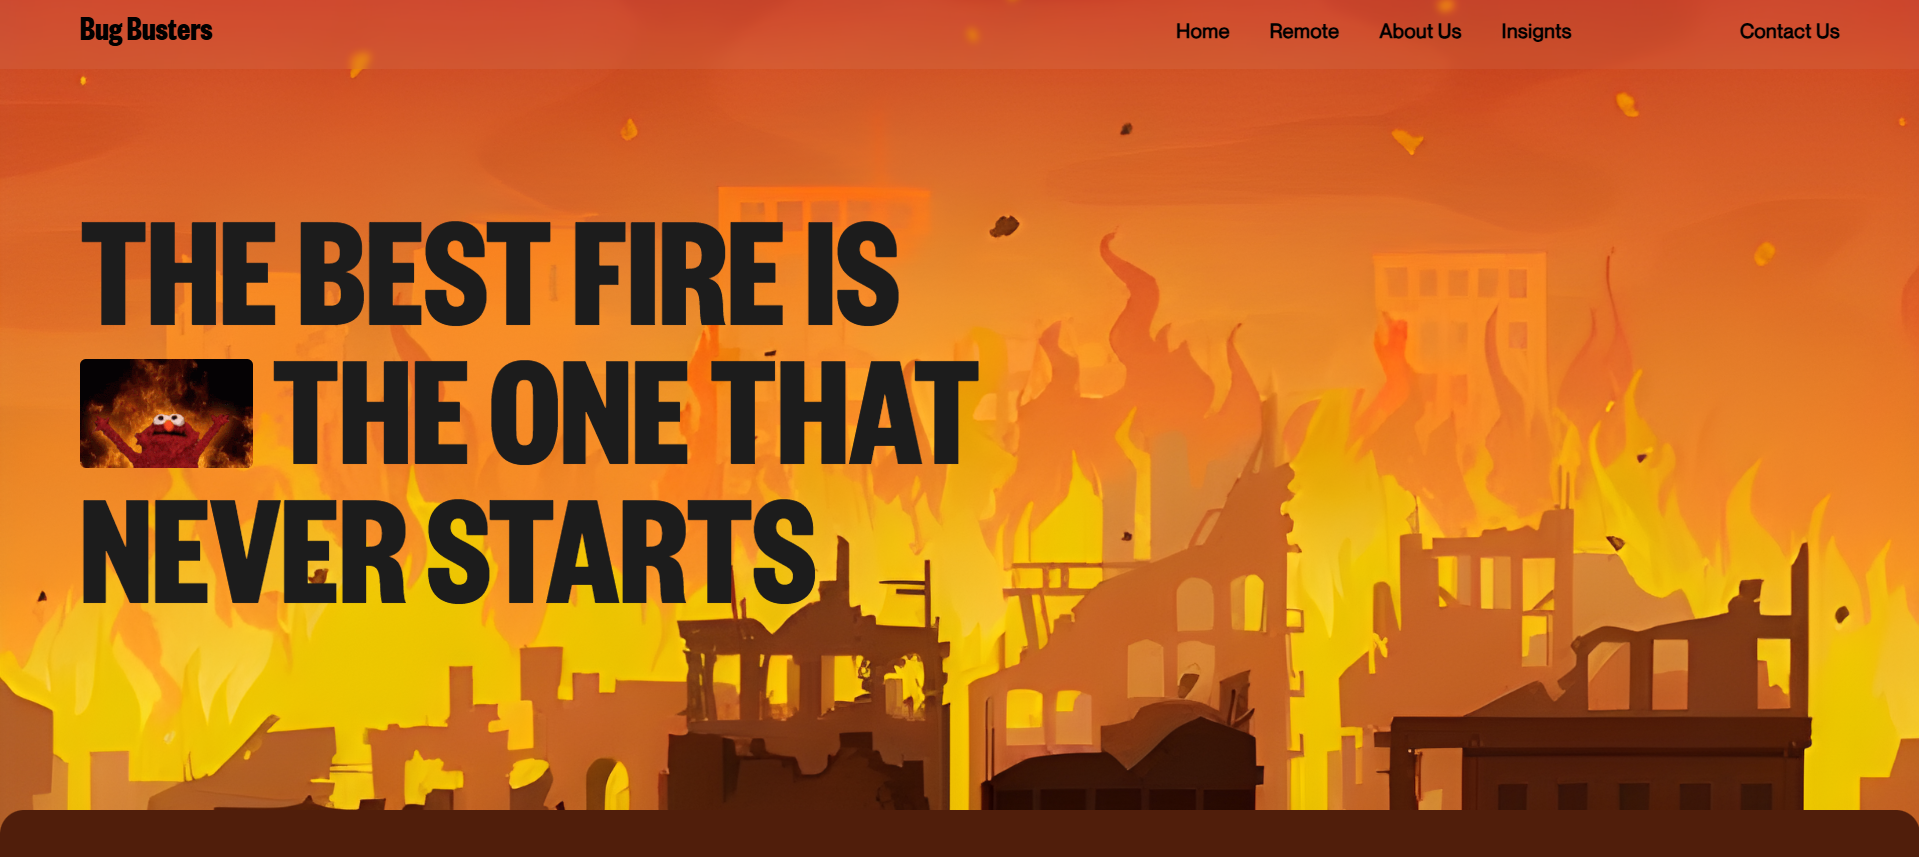 Bug Busters
Home Remote About Us Insignts Contact Us
THE BEST FIRE IS
THE ONE THAT
NEVER STARTS